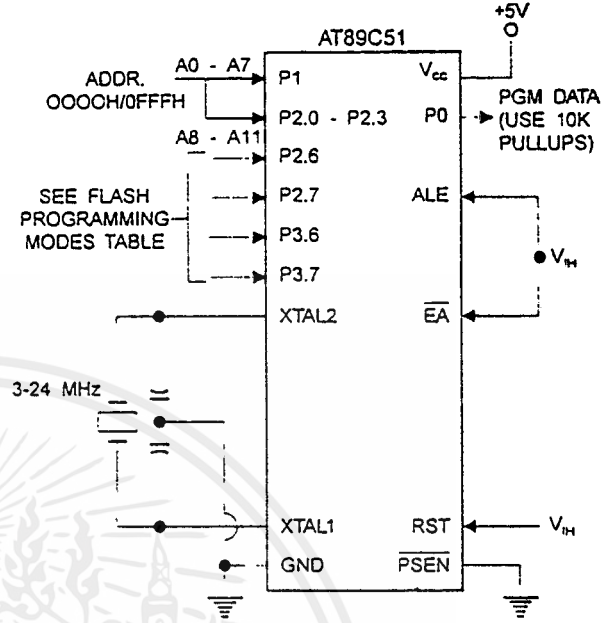 +5V
AT89C51
A0 - A7
P1
Vcc
ADDR.
OOOOH/0FFFH
P2.0 - P2.3
P0
PGM DATA
(USE 10K
PULLUPS)
A8 - A11
P2.6
SEE FLASH
PROGRAMMING
MODES TABLE
P2.7
ALE
P3.6
VIH
P3.7
XTAL2
EA
3-24 MHz
XTAL1
RST
VIH
GND
PSEN